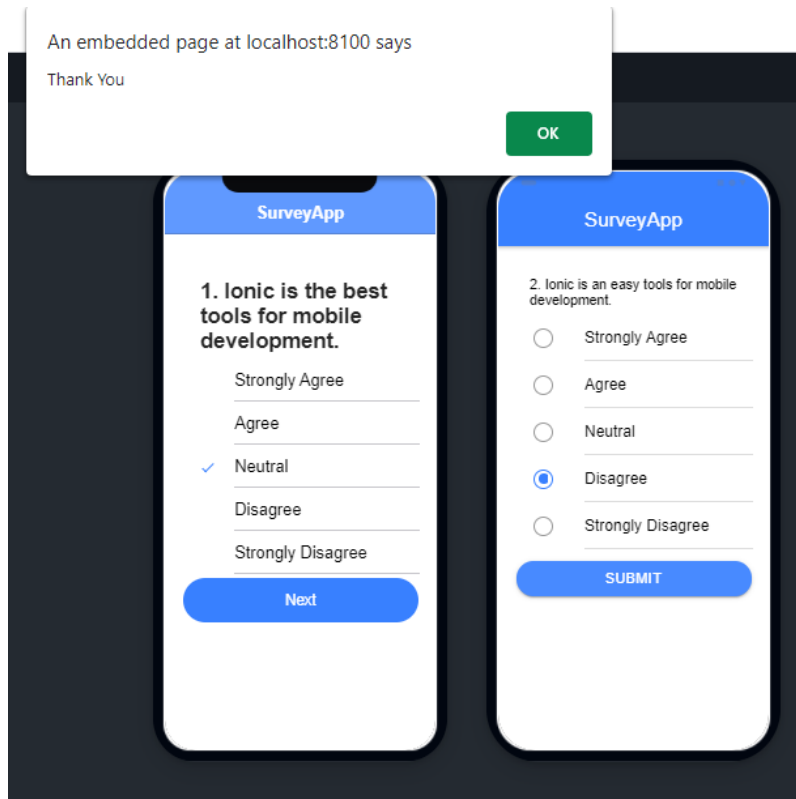 An embedded page at localhost:8100 says
Thank You
OK
SurveyApp
1. Ionic is the best
tools for mobile
development.
Strongly Agree
Agree
Neutral
Disagree
Strongly Disagree
Next
SurveyApp
2. Ionic is an easy tools for mobile
development.
Strongly Agree
Agree
Neutral
Disagree
Strongly Disagree
SUBMIT